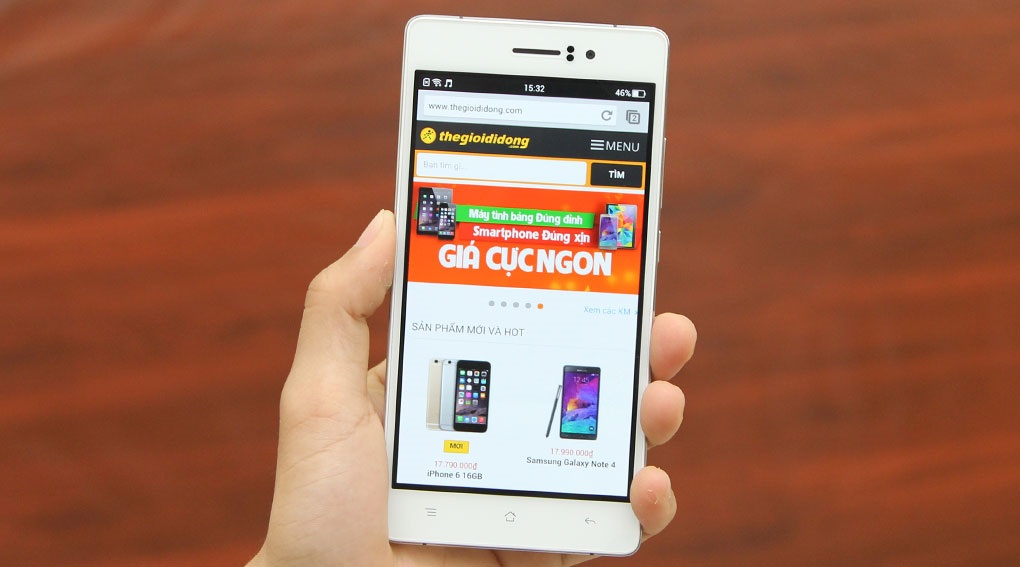 15:32
46%
www.thegioididong.com
2
thegioididong
.com
MENU
Bạn tìm gì...
TÌM
Máy tính bảng Đúng đỉnh
Smartphone Đúng xịn
GIÁ CỰC NGON
Xem các KM
SẢN PHẨM MỚI VÀ HOT
MỚI
17.790.000₫
iPhone 6 16GB
17.990.000₫
Samsung Galaxy Note 4